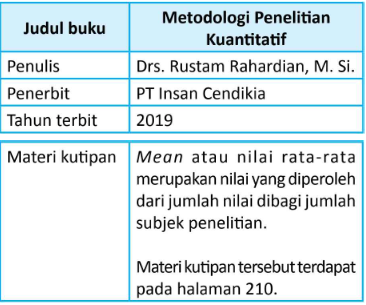 Judul buku Metodologi Penelitian
Kuantitatif
Penulis Drs. Rustam Rahardian, M. Si.
Penerbit PT Insan Cendikia
Tahun terbit 2019
Materi kutipan Mean atau nilai rata-rata
merupakan nilai yang diperoleh
dari jumlah nilai dibagi jumlah
subjek penelitian.
Materi kutipan tersebut terdapat
pada halaman 210.